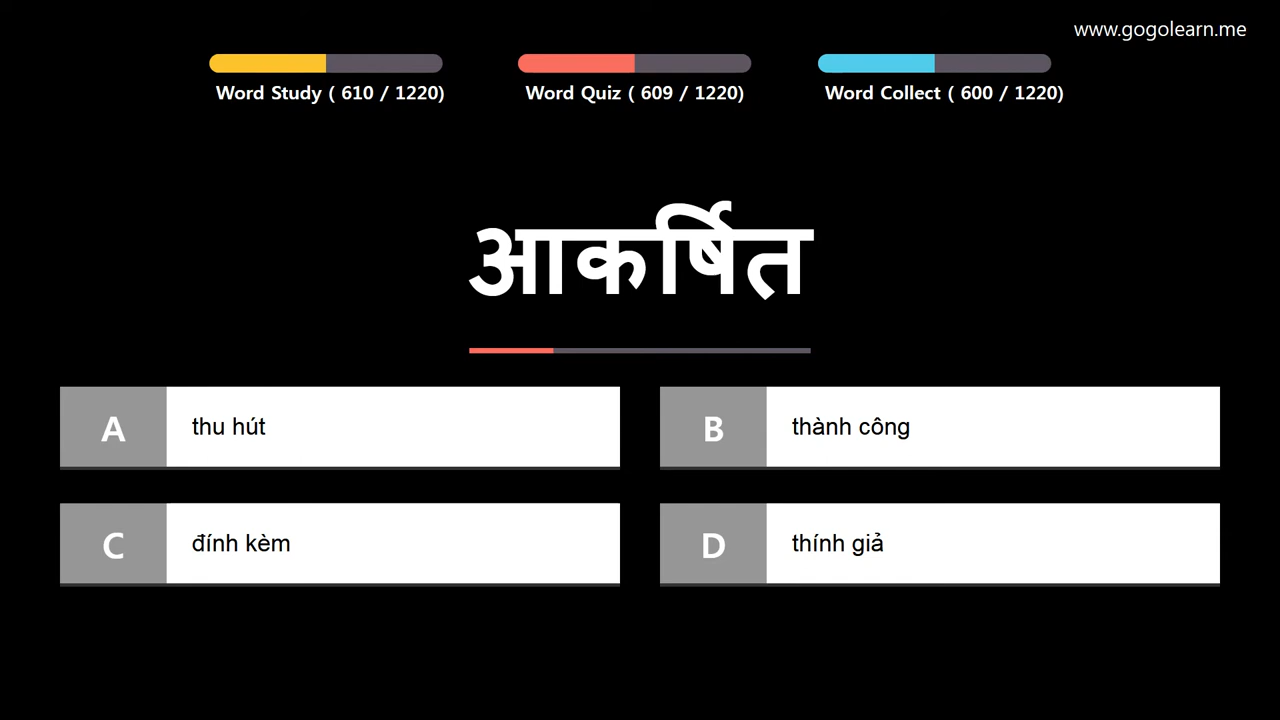 www.gogolearn.me
Word Study ( 610 / 1220)
Word Quiz ( 609 / 1220)
Word Collect ( 600 / 1220)
आकर्षित
A thu hút
B thành công
C đính kèm
D thính giả